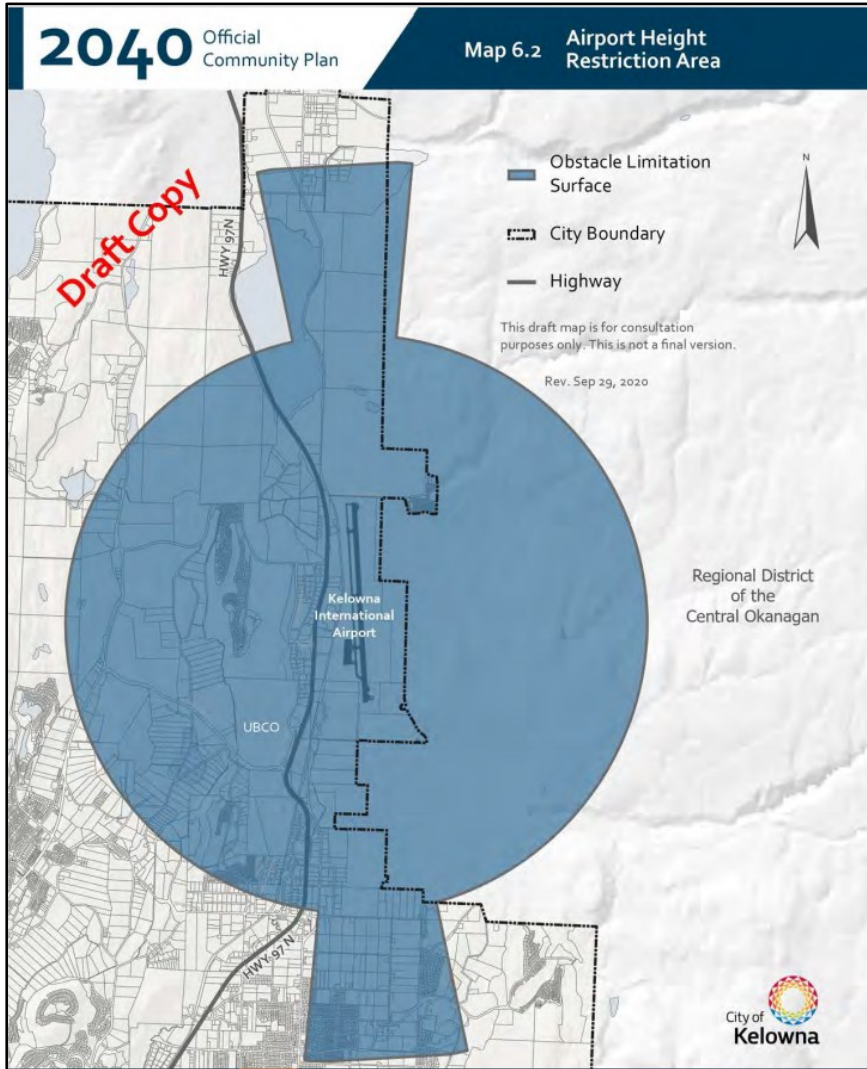 2040 Official
Community Plan
Map 6.2 Airport Height
Restriction Area
Draft Copy
HWY 97N
Obstacle Limitation
Surface
City Boundary
Highway
N
This draft map is for consultation
purposes only. This is not a final version.
Rev. Sep 29, 2020
Kelowna
International
Airport
Regional District
of the
Central Okanagan
UBCO
HWY 97N
City of
Kelowna